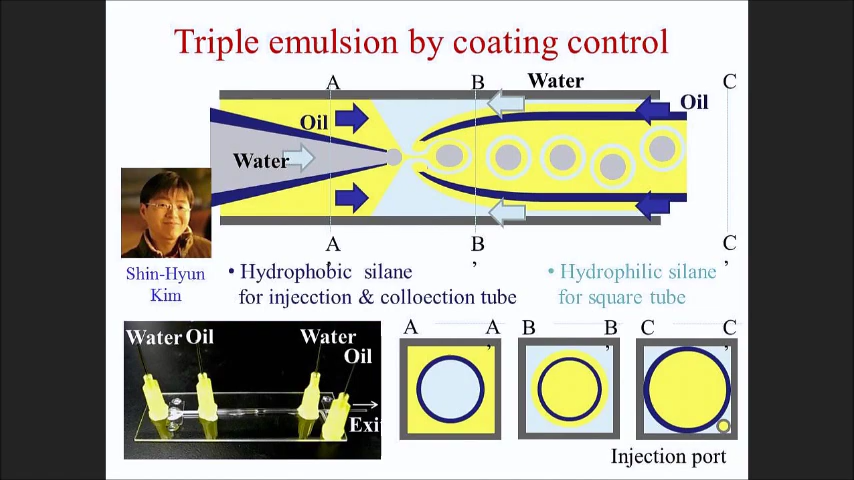 Triple emulsion by coating control
A B Water C
Oil
Oil
Water
A B C
’ ’ ’
Shin-Hyun
Kim
• Hydrophobic silane
for injecction & colloection tube
• Hydrophilic silane
for square tube
Water Oil Water
Oil
Exi
A A B B C C
’ ’ ’
Injection port